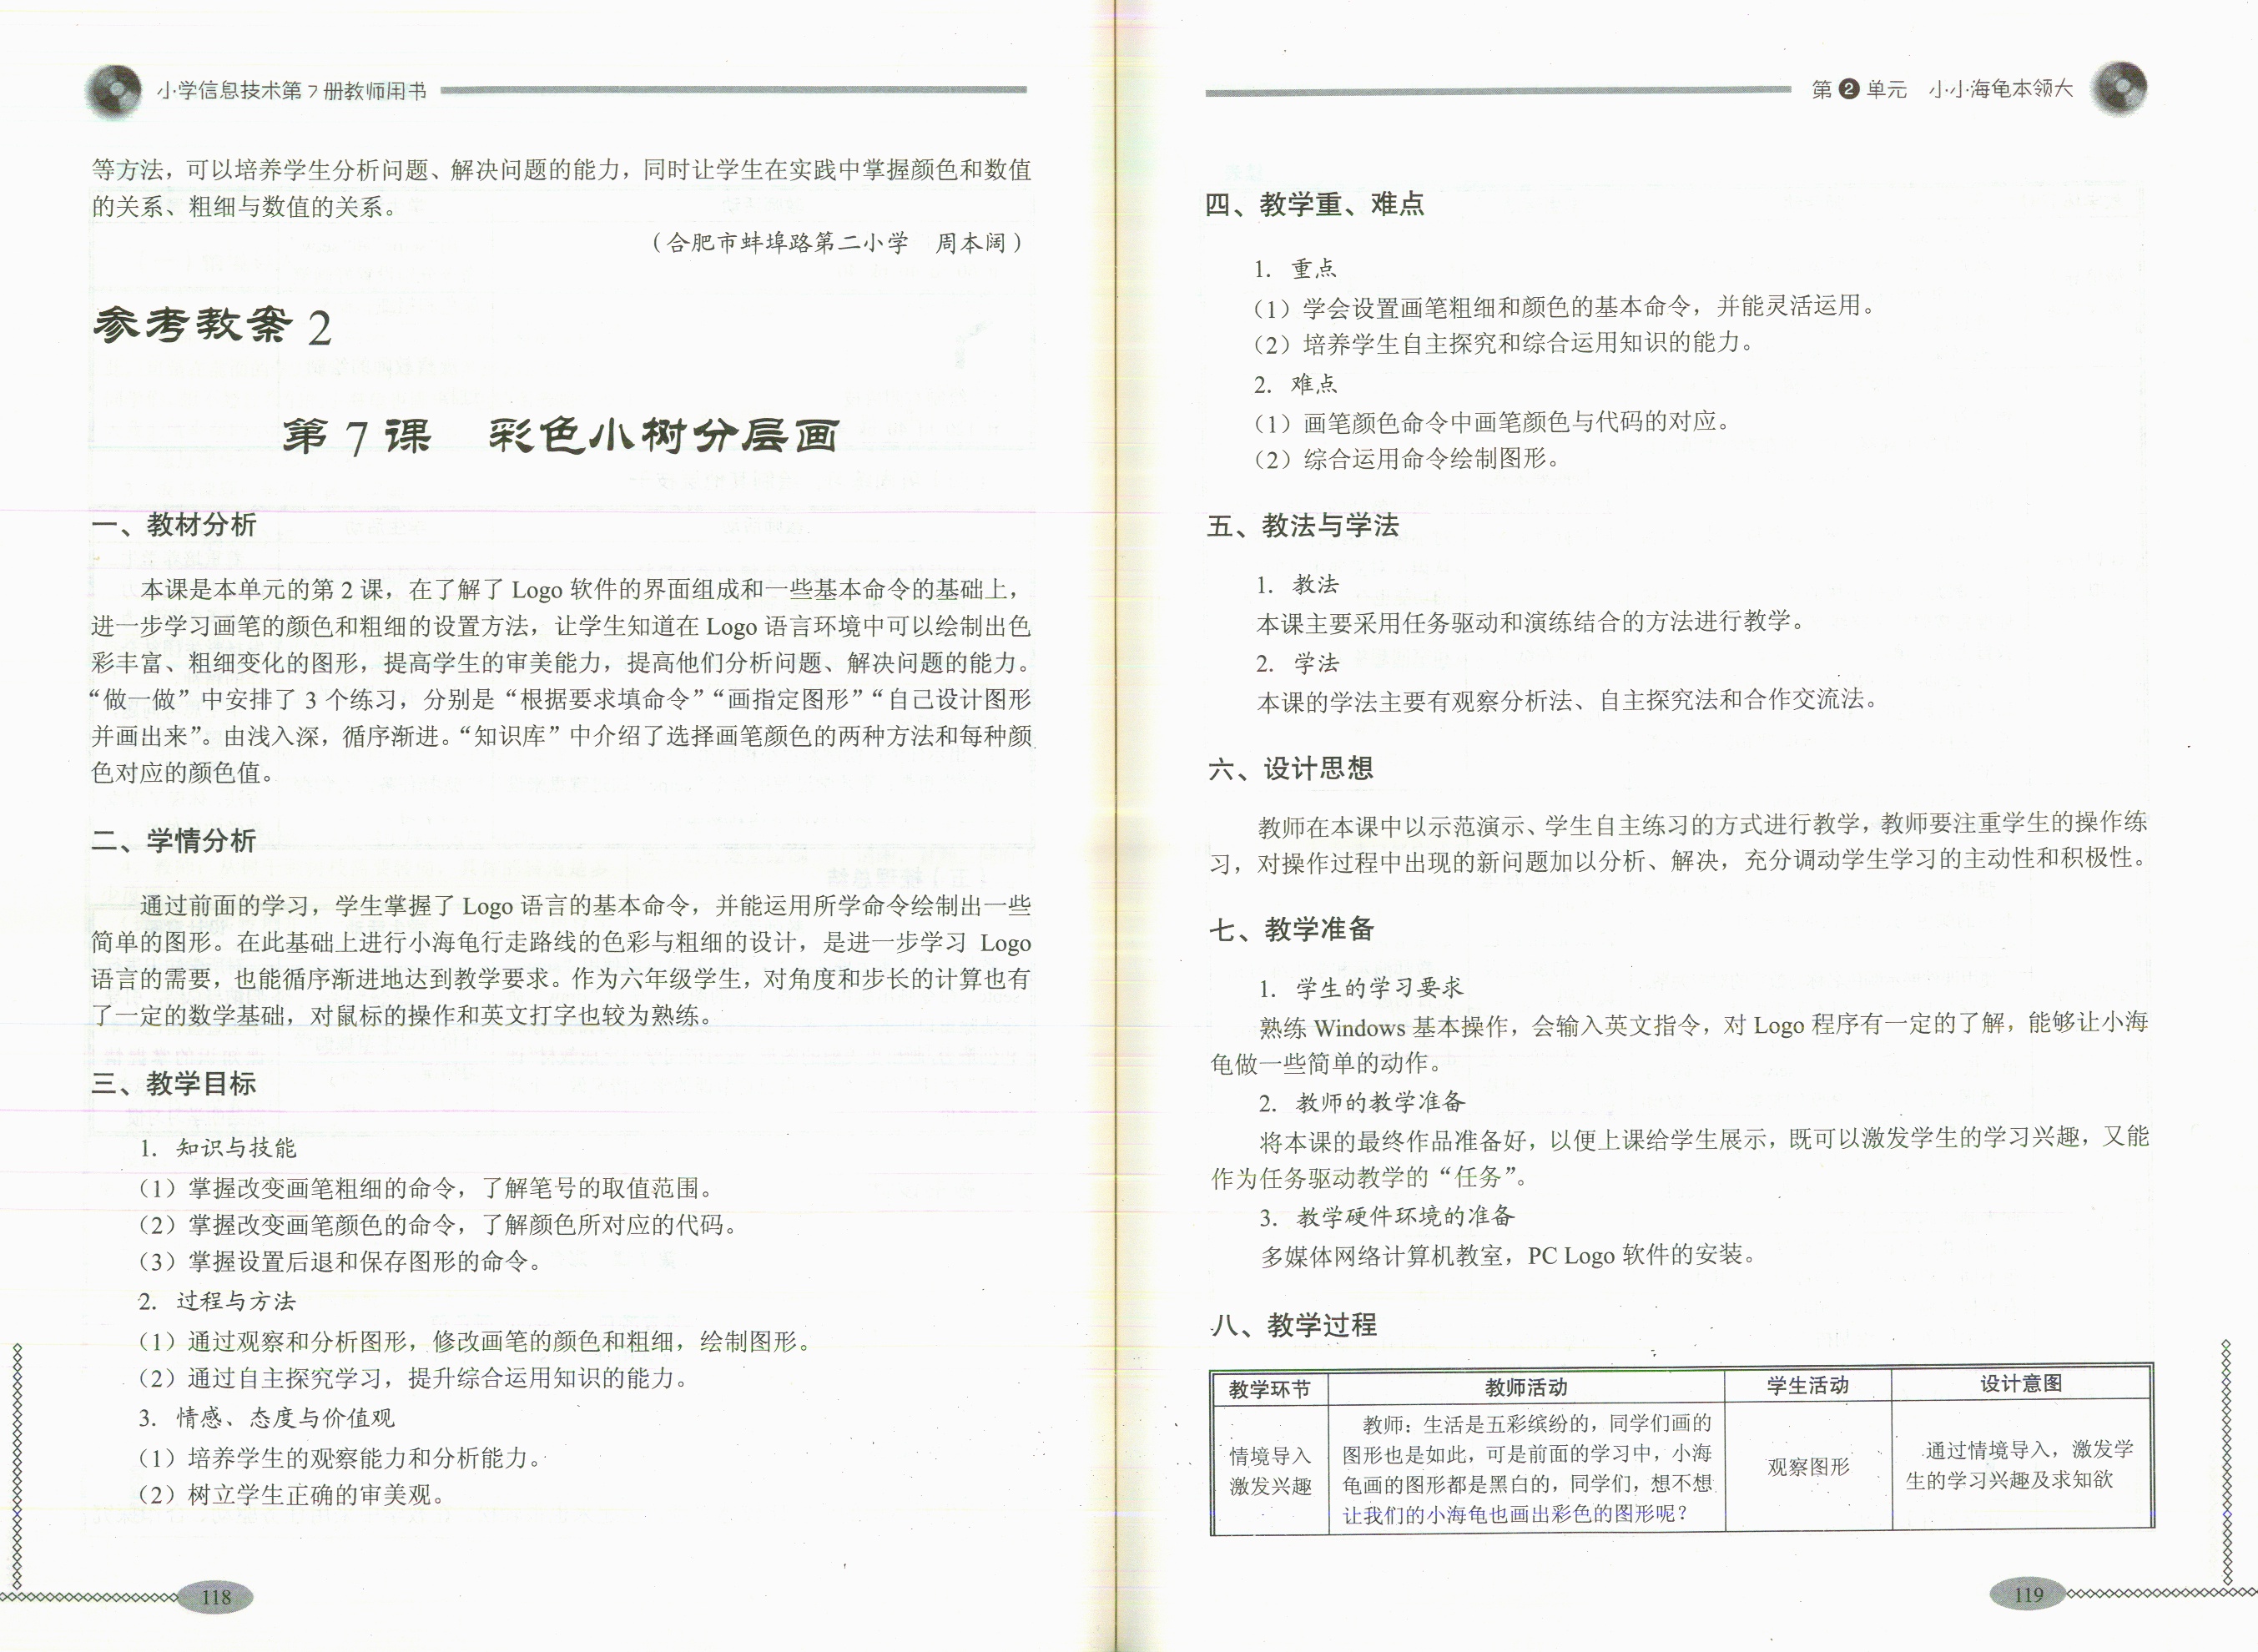 小学信息技术第7册教师用书
等方法，可以培养学生分析问题、解决问题的能力，同时让学生在实践中掌握颜色和数值
的关系、粗细与数值的关系。
（合肥市蚌埠路第二小学　周本阔）
参考教案 2
第 7 课　彩色小树分层画
一、教材分析
本课是本单元的第 2 课，在了解了 Logo 软件的界面组成和一些基本命令的基础上，
进一步学习画笔的颜色和粗细的设置方法，让学生知道在 Logo 语言环境中可以绘制出色
彩丰富、粗细变化的图形，提高学生的审美能力，提高他们分析问题、解决问题的能力。
“做一做”中安排了 3 个练习，分别是“根据要求填命令”“画指定图形”“自己设计图形
并画出来”。由浅入深，循序渐进。“知识库”中介绍了选择画笔颜色的两种方法和每种颜
色对应的颜色值。
二、学情分析
通过前面的学习，学生掌握了 Logo 语言的基本命令，并能运用所学命令绘制出一些
简单的图形。在此基础上进行小海龟行走路线的色彩与粗细的设计，是进一步学习 Logo
语言的需要，也能循序渐进地达到教学要求。作为六年级学生，对角度和步长的计算也有
了一定的数学基础，对鼠标的操作和英文打字也较为熟练。
三、教学目标
1. 知识与技能
（1）掌握改变画笔粗细的命令，了解笔号的取值范围。
（2）掌握改变画笔颜色的命令，了解颜色所对应的代码。
（3）掌握设置后退和保存图形的命令。
2. 过程与方法
（1）通过观察和分析图形，修改画笔的颜色和粗细，绘制图形。
（2）通过自主探究学习，提升综合运用知识的能力。
3. 情感、态度与价值观
（1）培养学生的观察能力和分析能力。
（2）树立学生正确的审美观。
118
第 2 单元　小小海龟本领大
四、教学重、难点
1. 重点
（1）学会设置画笔粗细和颜色的基本命令，并能灵活运用。
（2）培养学生自主探究和综合运用知识的能力。
2. 难点
（1）画笔颜色命令中画笔颜色与代码的对应。
（2）综合运用命令绘制图形。
五、教法与学法
1. 教法
本课主要采用任务驱动和演练结合的方法进行教学。
2. 学法
本课的学法主要有观察分析法、自主探究法和合作交流法。
六、设计思想
教师在本课中以示范演示、学生自主练习的方式进行教学，教师要注重学生的操作练
习，对操作过程中出现的新问题加以分析、解决，充分调动学生学习的主动性和积极性。
七、教学准备
1. 学生的学习要求
熟练 Windows 基本操作，会输入英文指令，对 Logo 程序有一定的了解，能够让小海
龟做一些简单的动作。
2. 教师的教学准备
将本课的最终作品准备好，以便上课给学生展示，既可以激发学生的学习兴趣，又能
作为任务驱动教学的“任务”。
3. 教学硬件环境的准备
多媒体网络计算机教室，PC Logo 软件的安装。
八、教学过程
教学环节　教师活动　学生活动　设计意图
情境导入
激发兴趣
教师：生活是五彩缤纷的，同学们画的
图形也是如此，可是前面的学习中，小海
龟画的图形都是黑白的，同学们，想不想
让我们的小海龟也画出彩色的图形呢？
观察图形
通过情境导入，激发学
生的学习兴趣及求知欲
119